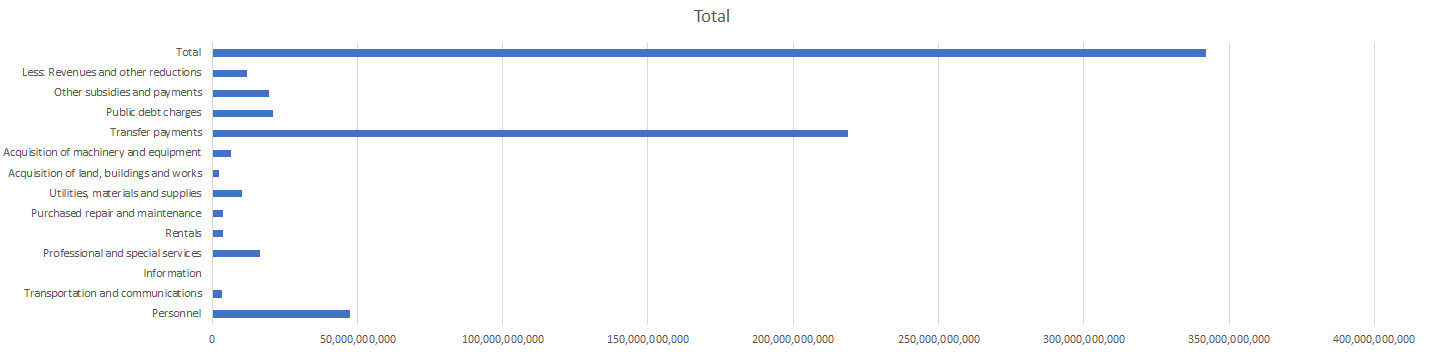 Total
Total
Less: Revenues and other reductions
Other subsidies and payments
Public debt charges
Transfer payments
Acquisition of machinery and equipment
Acquisition of land, buildings and works
Utilities, materials and supplies
Purchased repair and maintenance
Rentals
Professional and special services
Information
Transportation and communications
Personnel
0 50,000,000,000 100,000,000,000 150,000,000,000 200,000,000,000 250,000,000,000 300,000,000,000 350,000,000,000 400,000,000,000